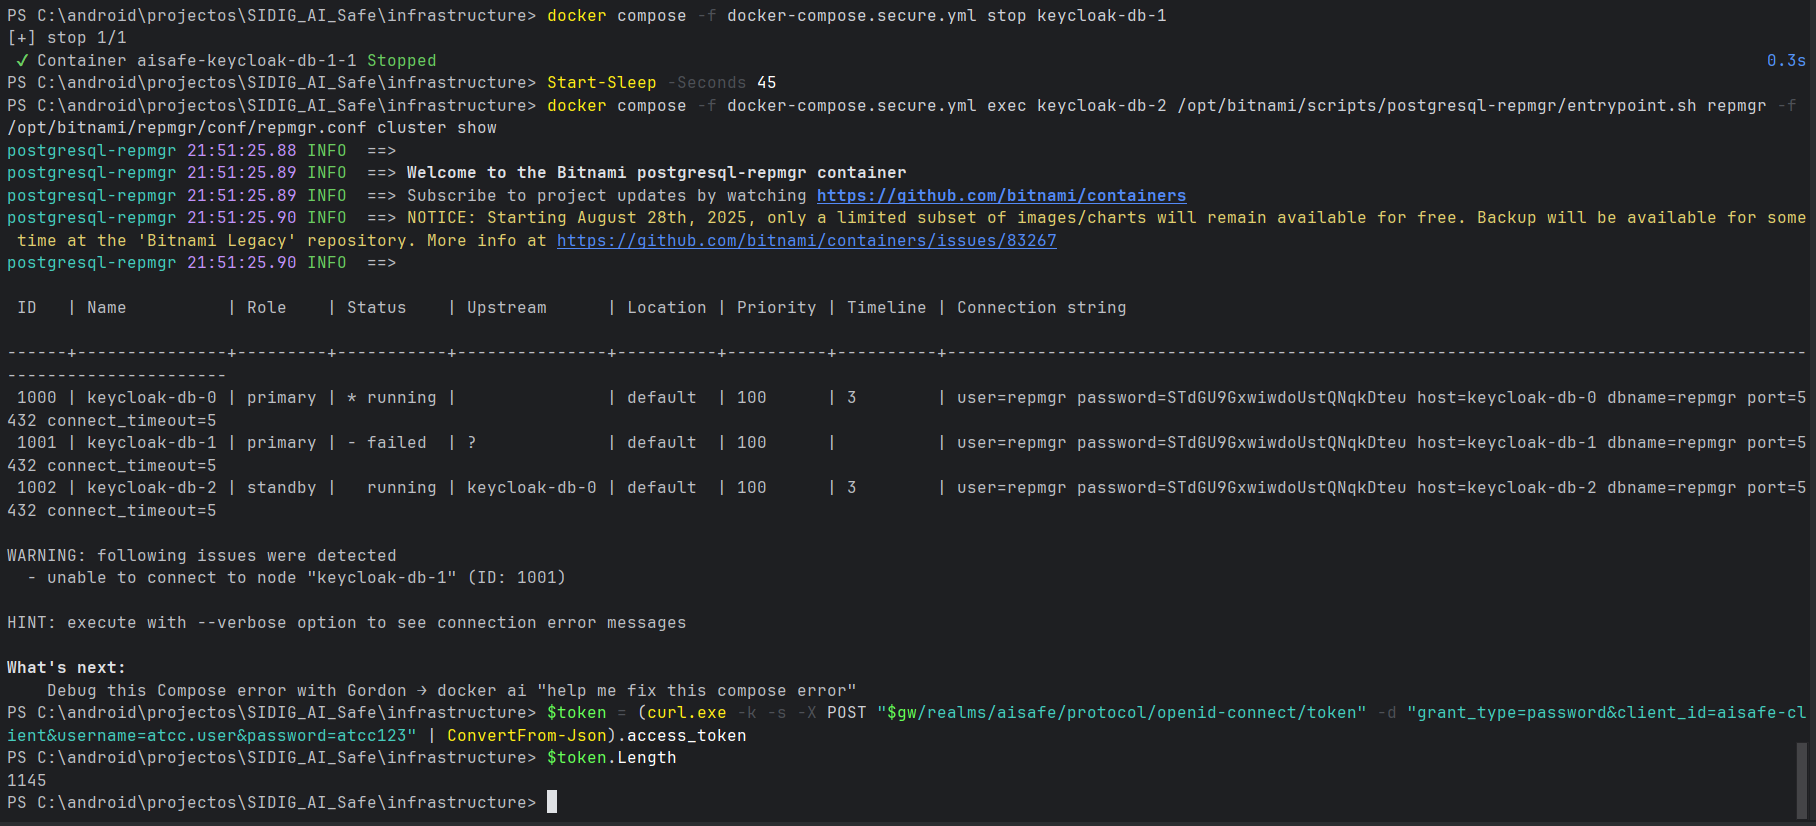 PS C:\android\projectos\SIDIG_AI_Safe\infrastructure> docker compose -f docker-compose.secure.yml stop keycloak-db-1
[+] stop 1/1
✓ Container aisafe-keycloak-db-1-1 Stopped 0.3s
PS C:\android\projectos\SIDIG_AI_Safe\infrastructure> Start-Sleep -Seconds 45
PS C:\android\projectos\SIDIG_AI_Safe\infrastructure> docker compose -f docker-compose.secure.yml exec keycloak-db-2 /opt/bitnami/scripts/postgresql-repmgr/entrypoint.sh repmgr -f
/opt/bitnami/repmgr/conf/repmgr.conf cluster show
postgresql-repmgr 21:51:25.88 INFO  ==>
postgresql-repmgr 21:51:25.89 INFO  ==> Welcome to the Bitnami postgresql-repmgr container
postgresql-repmgr 21:51:25.89 INFO  ==> Subscribe to project updates by watching https://github.com/bitnami/containers
postgresql-repmgr 21:51:25.90 INFO  ==> NOTICE: Starting August 28th, 2025, only a limited subset of images/charts will remain available for free. Backup will be available for some
 time at the 'Bitnami Legacy' repository. More info at https://github.com/bitnami/containers/issues/83267
postgresql-repmgr 21:51:25.90 INFO  ==>
 ID   | Name          | Role    | Status    | Upstream      | Location | Priority | Timeline | Connection string
------+---------------+---------+-----------+---------------+----------+----------+----------+--------------------------------------------------------------------------------------
----------------------
 1000 | keycloak-db-0 | primary | * running |               | default  | 100      | 3        | user=repmgr password=STdGU9GxwiwdoUstQNqkDteu host=keycloak-db-0 dbname=repmgr port=5
432 connect_timeout=5
 1001 | keycloak-db-1 | primary | - failed  | ?             | default  | 100      |          | user=repmgr password=STdGU9GxwiwdoUstQNqkDteu host=keycloak-db-1 dbname=repmgr port=5
432 connect_timeout=5
 1002 | keycloak-db-2 | standby |   running | keycloak-db-0 | default  | 100      | 3        | user=repmgr password=STdGU9GxwiwdoUstQNqkDteu host=keycloak-db-2 dbname=repmgr port=5
432 connect_timeout=5
WARNING: following issues were detected
  - unable to connect to node "keycloak-db-1" (ID: 1001)
HINT: execute with --verbose option to see connection error messages
What's next:
    Debug this Compose error with Gordon → docker ai "help me fix this compose error"
PS C:\android\projectos\SIDIG_AI_Safe\infrastructure> $token = (curl.exe -k -s -X POST "$gw/realms/aisafe/protocol/openid-connect/token" -d "grant_type=password&client_id=aisafe-cl
ient&username=atcc.user&password=atcc123" | ConvertFrom-Json).access_token
PS C:\android\projectos\SIDIG_AI_Safe\infrastructure> $token.Length
1145
PS C:\android\projectos\SIDIG_AI_Safe\infrastructure>